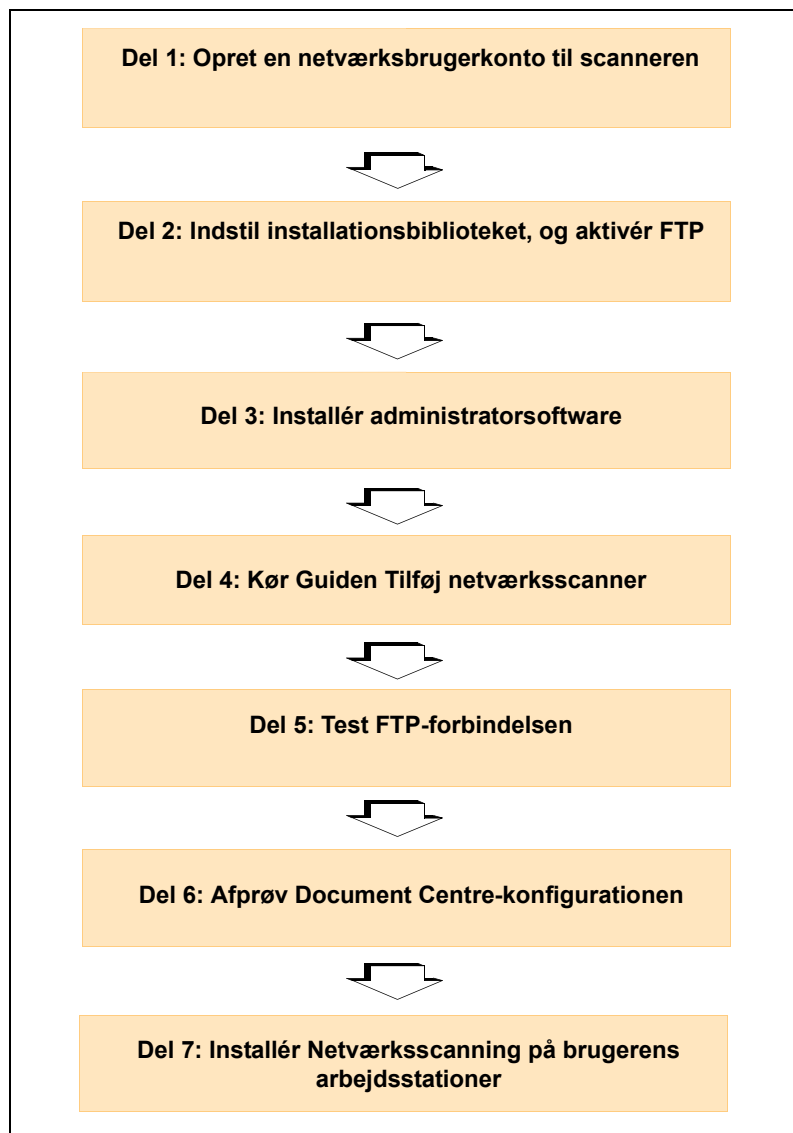 Del 1: Opret en netværksbrugerkonto til scanneren
Del 2: Indstil installationsbiblioteket, og aktivér FTP
Del 3: Installér administratorsoftware
Del 4: Kør Guiden Tilføj netværksscanner
Del 5: Test FTP-forbindelsen
Del 6: Afprøv Document Centre-konfigurationen
Del 7: Installér Netværksscanning på brugerens
arbejdsstationer